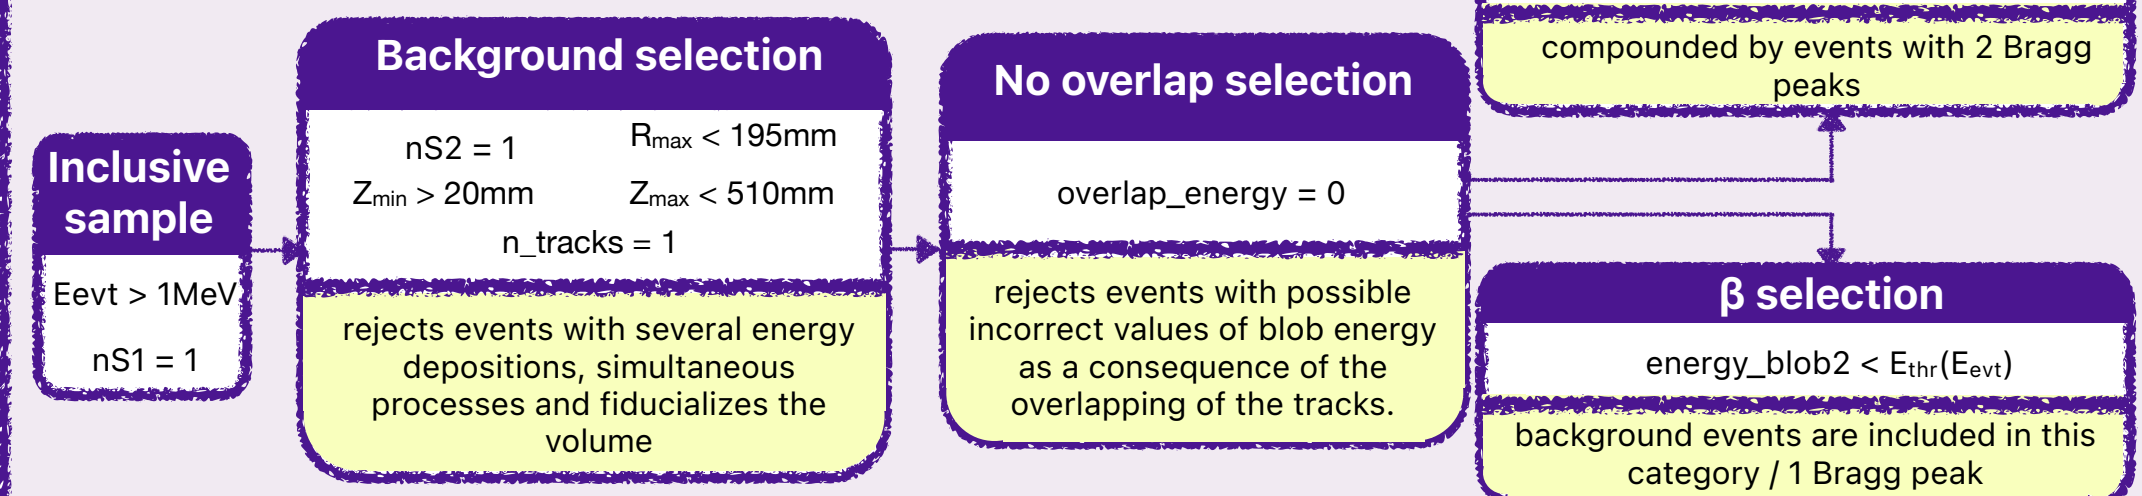 Inclusive
sample
Eevt > 1MeV
nS1 = 1
Background selection
nS2 = 1
Rmax < 195mm
Zmin > 20mm
Zmax < 510mm
n_tracks = 1
rejects events with several energy
depositions, simultaneous
processes and fiducializes the
volume
No overlap selection
overlap_energy = 0
rejects events with possible
incorrect values of blob energy
as a consequence of the
overlapping of the tracks.
compounded by events with 2 Bragg
peaks
β selection
energy_blob2 < Ethr(Eevt)
background events are included in this
category / 1 Bragg peak